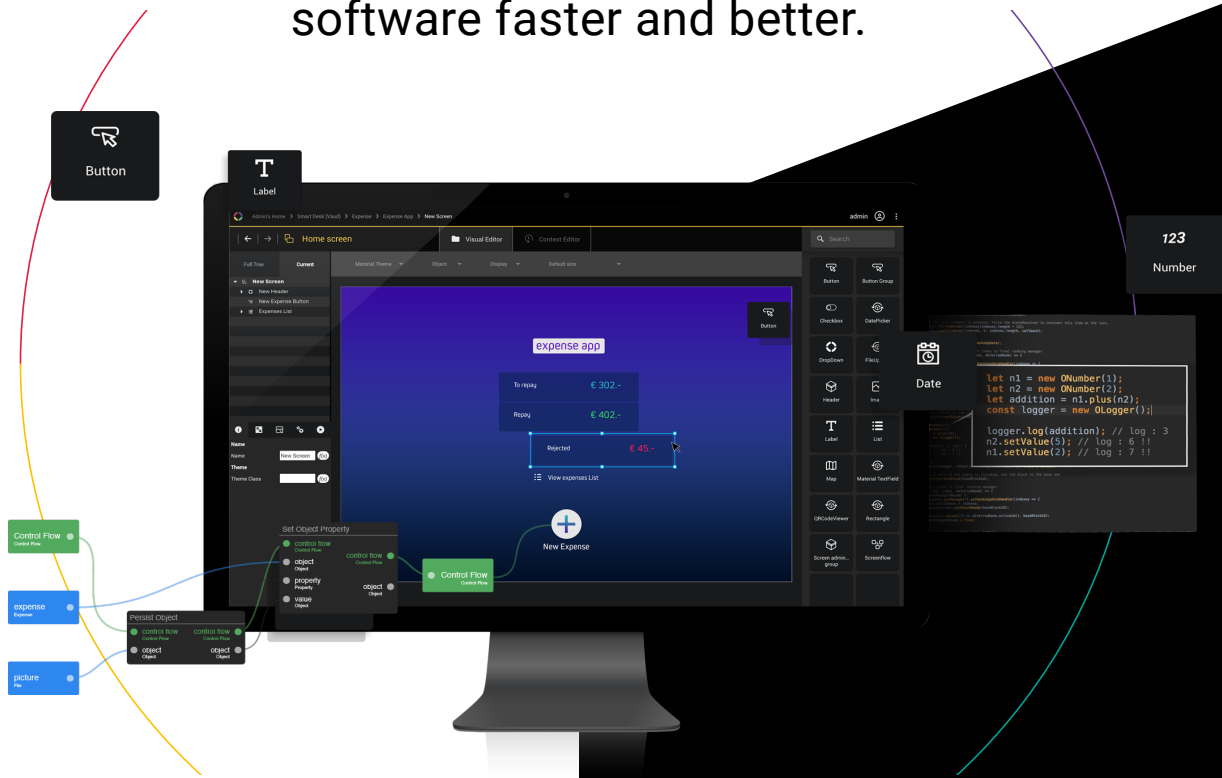 software faster and better.
Button
T
Label
Admin's Home > Smart Desk (Vaud) > Expense > Expense App > New Screen
admin
Home screen
Visual Editor
Context Editor
Search
Full Tree
Current
Material Theme
Object
Display
Default size
New Screen
New Header
New Expense Button
Expenses List
Name
Name
New Screen
f(x)
Theme
Theme Class
f(x)
expense app
To repay € 302.-
Repay € 402.-
Rejected € 45.-
View expenses List
New Expense
Button
Button
Button Group
Checkbox
DatePicker
DropDown
Header
T
Label
List
Map
Material TextField
QRCodeViewer
Rectangle
Screen admin...
group
Screenflow
123
Number
Date
let n1 = new ONumber(1);
let n2 = new ONumber(2);
let addition = n1.plus(n2);
const logger = new OLogger();
logger.log(addition); // log : 3
n2.setValue(5); // log : 6 !!
n1.setValue(2); // log : 7 !!
Control Flow
Control Flow
expense
Expense
picture
File
Persist Object
control flow
Control Flow
control flow
Control Flow
object
Object
object
Object
Set Object Property
control flow
Control Flow
control flow
Control Flow
object
Object
property
Property
object
Object
value
Object
Control Flow
Control Flow